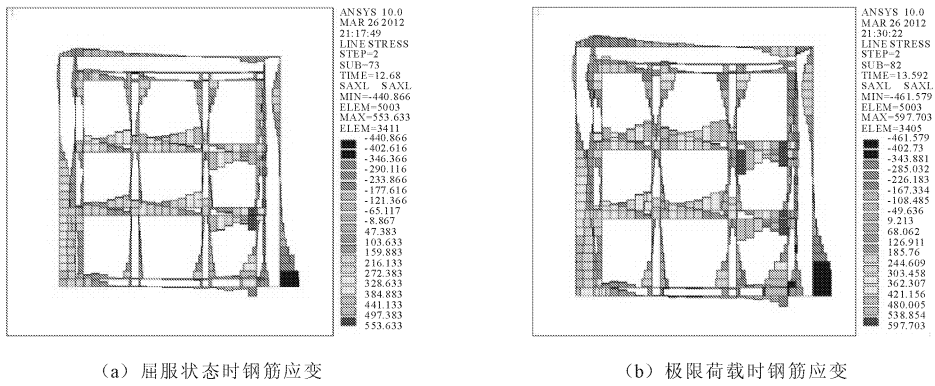 ANSYS 10.0
MAR 26 2012
21:17:49
LINE STRESS
STEP=2
SUB=73
TIME=12.68
SAXL SAXL
MIN=-440.866
ELEM=5003
MAX=553.633
ELEM=3411
-440.866
-402.616
-346.366
-290.116
-233.866
-177.616
-121.366
-65.117
-8.867
47.383
103.633
159.883
216.133
272.383
328.633
384.883
441.133
497.383
553.633
(a) 屈服状态时钢筋应变
ANSYS 10.0
MAR 26 2012
21:30:22
LINE STRESS
STEP=2
SUB=82
TIME=13.592
SAXL SAXL
MIN=-461.579
ELEM=5003
MAX=597.703
ELEM=3405
-461.579
-402.73
-343.881
-285.032
-226.183
-167.334
-108.485
-49.636
9.213
68.062
126.911
185.76
244.609
303.458
362.307
421.156
480.005
538.854
597.703
(b) 极限荷载时钢筋应变